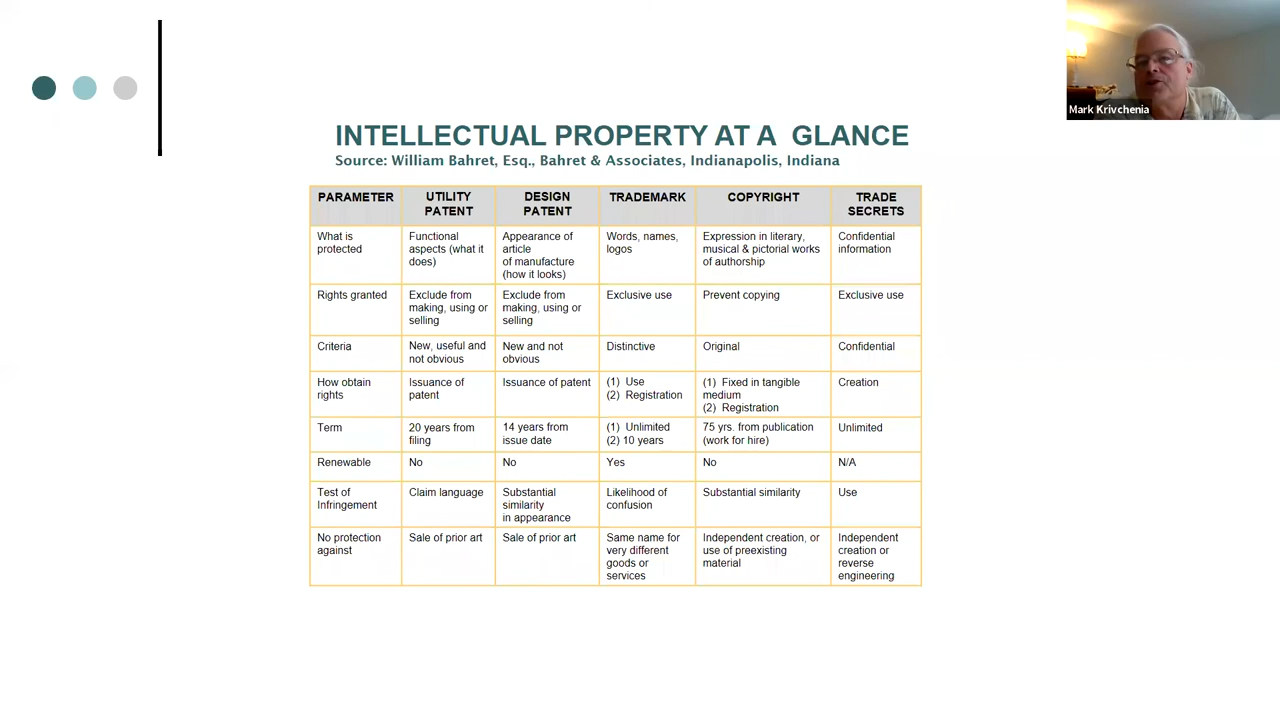 Mark Krivchenia
INTELLECTUAL PROPERTY AT A GLANCE
Source: William Bahret, Esq., Bahret & Associates, Indianapolis, Indiana
PARAMETER
UTILITY
PATENT
DESIGN
PATENT
TRADEMARK
COPYRIGHT
TRADE
SECRETS
What is
protected
Functional
aspects (what it
does)
Appearance of
article
of manufacture
(how it looks)
Words, names,
logos
Expression in literary,
musical & pictorial works
of authorship
Confidential
information
Rights granted
Exclude from
making, using or
selling
Exclude from
making, using or
selling
Exclusive use
Prevent copying
Exclusive use
Criteria
New, useful and
not obvious
New and not
obvious
Distinctive
Original
Confidential
How obtain
rights
Issuance of
patent
Issuance of patent
(1) Use
(2) Registration
(1) Fixed in tangible
medium
(2) Registration
Creation
Term
20 years from
filing
14 years from
issue date
(1) Unlimited
(2) 10 years
75 yrs. from publication
(work for hire)
Unlimited
Renewable
No
No
Yes
No
N/A
Test of
Infringement
Claim language
Substantial
similarity
in appearance
Likelihood of
confusion
Substantial similarity
Use
No protection
against
Sale of prior art
Sale of prior art
Same name for
very different
goods or
services
Independent creation, or
use of preexisting
material
Independent
creation or
reverse
engineering